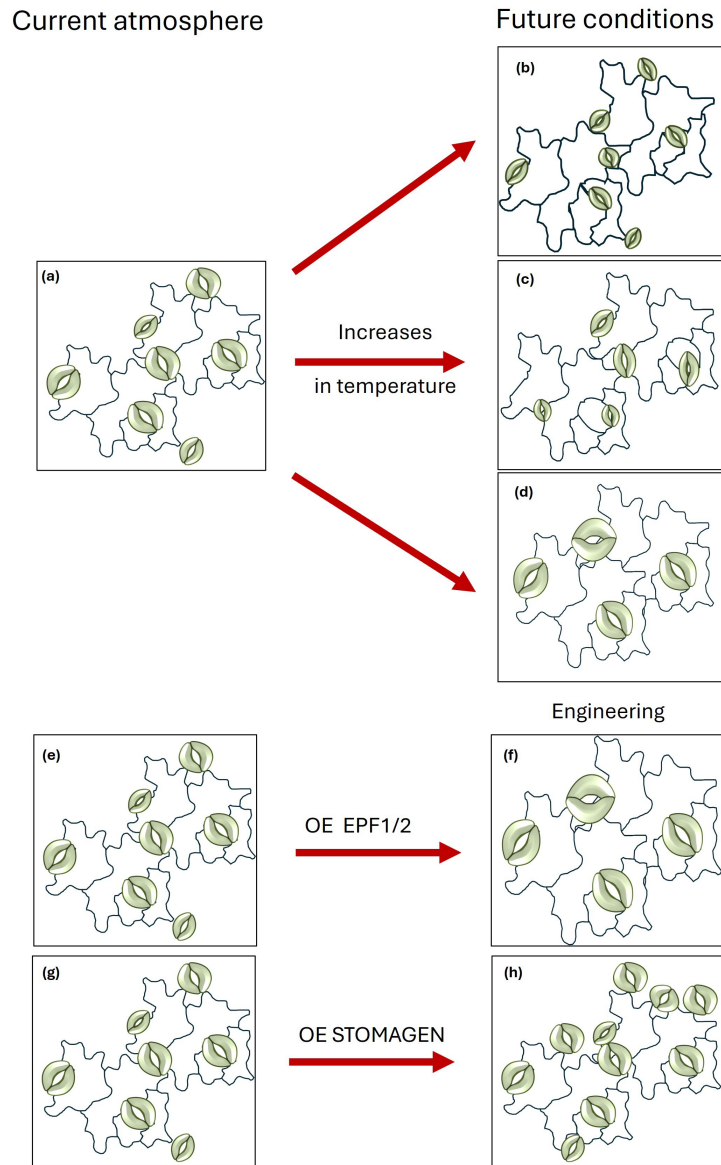 Current atmosphere
Future conditions
(b)
(a)
(c)
Increases
in temperature
(d)
Engineering
(e)
(f)
OE EPF1/2
(g)
(h)
OE STOMAGEN